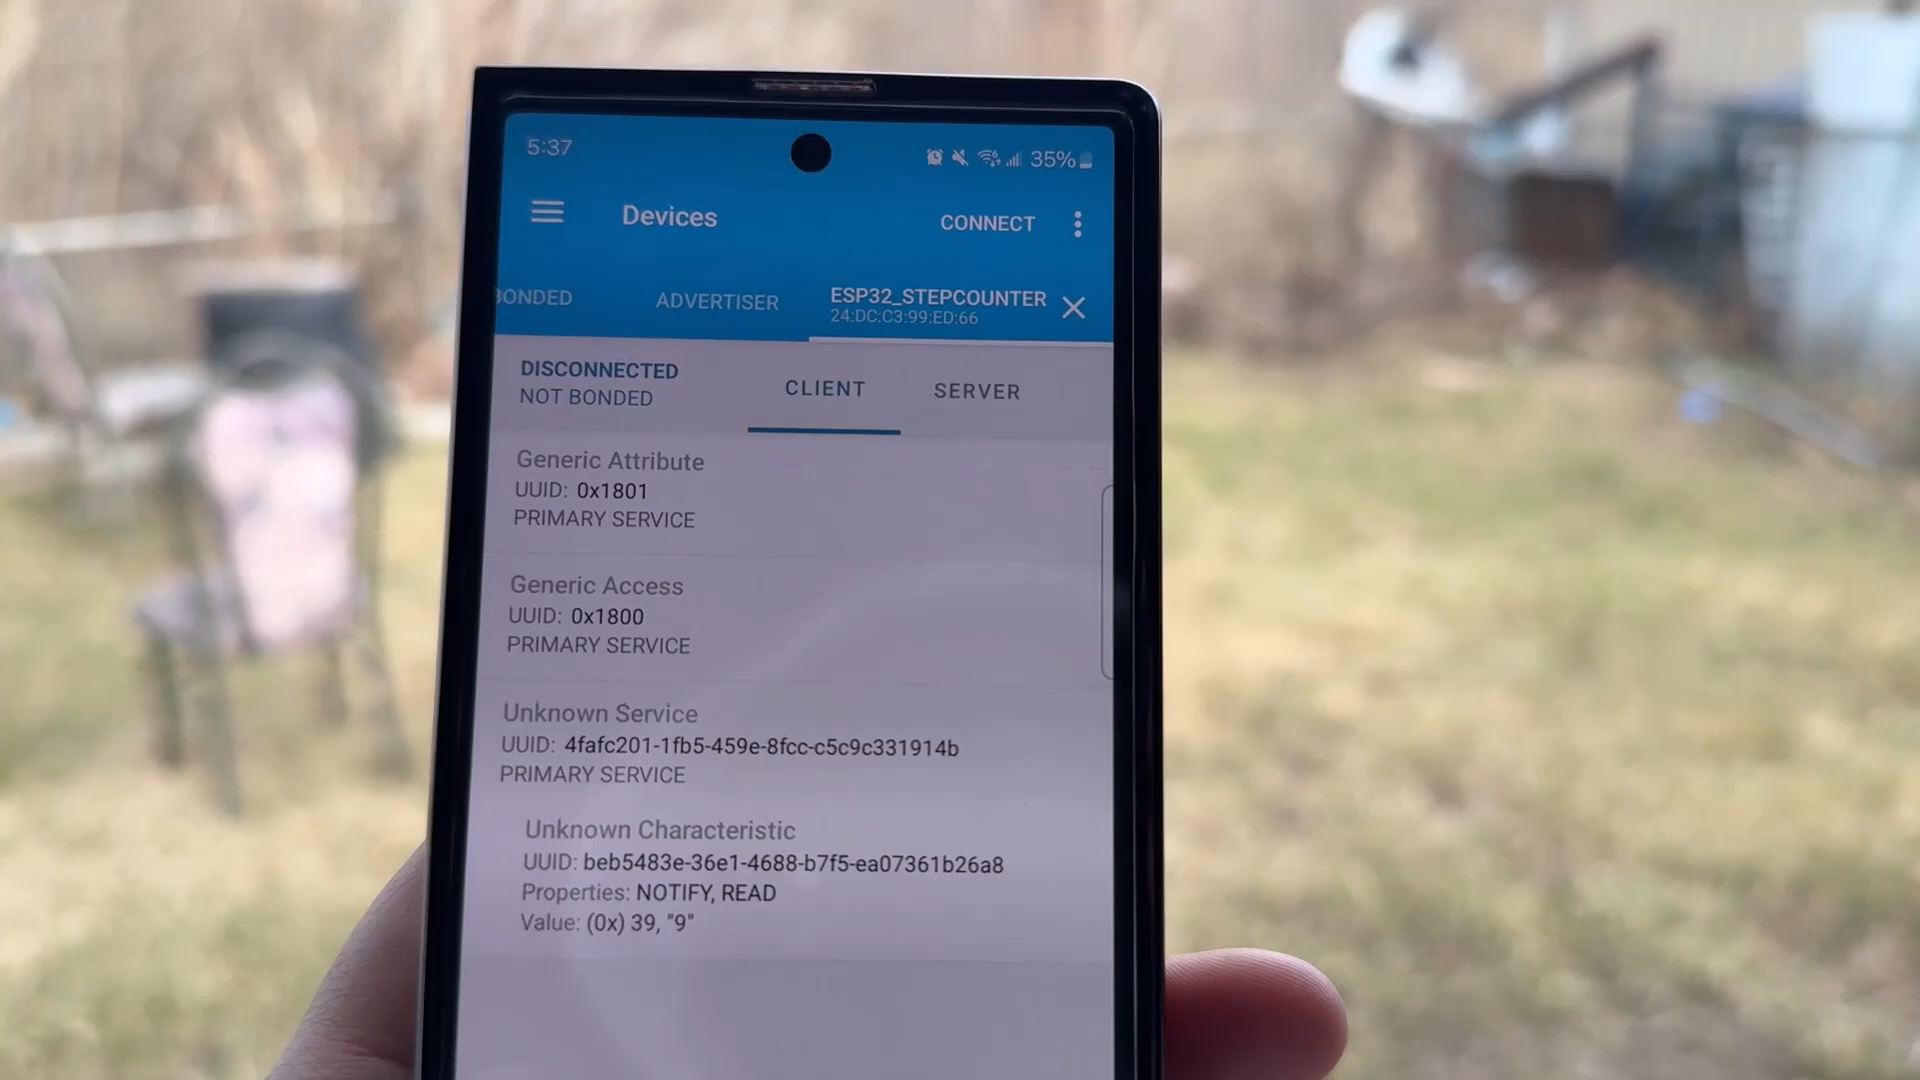 5:37
35%
Devices
CONNECT
BONDED
ADVERTISER
ESP32_STEPCOUNTER
24:DC:C3:99:ED:66
DISCONNECTED
NOT BONDED
CLIENT
SERVER
Generic Attribute
UUID: 0x1801
PRIMARY SERVICE
Generic Access
UUID: 0x1800
PRIMARY SERVICE
Unknown Service
UUID: 4fafc201-1fb5-459e-8fcc-c5c9c331914b
PRIMARY SERVICE
Unknown Characteristic
UUID: beb5483e-36e1-4688-b7f5-ea07361b26a8
Properties: NOTIFY, READ
Value: (0x) 39, "9"